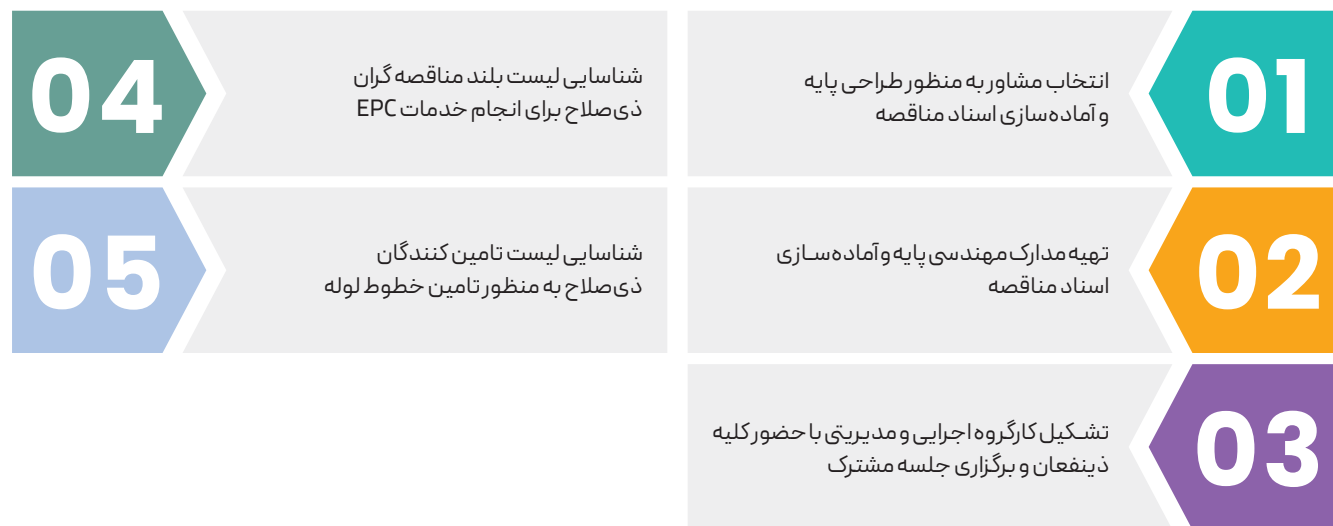 01
انتخاب مشاور به منظور طراحی پایه
و آماده‌سازی اسناد مناقصه
02
تهیه مدارک مهندسی پایه و آماده‌سازی
اسناد مناقصه
03
تشکیل کارگروه اجرایی و مدیریتی با حضور کلیه
ذینفعان و برگزاری جلسه مشترک
04
شناسایی لیست بلند مناقصه گران
ذی‌صلاح برای انجام خدمات EPC
05
شناسایی لیست تامین کنندگان
ذی‌صلاح به منظور تامین خطوط لوله